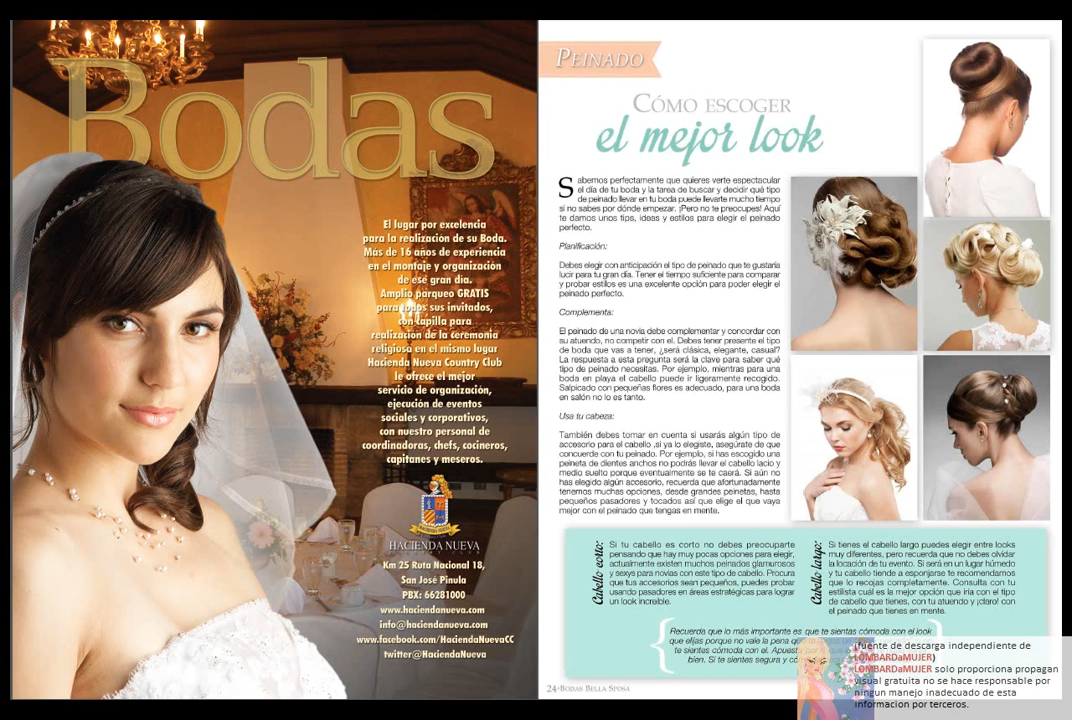 Bodas
El lugar por excelencia
para la realización de su Boda.
Más de 16 años de experiencia
en el montaje y organización
de ese gran día.
Amplio parqueo GRATIS
para todos sus invitados,
con capilla para
realización de la ceremonia
religiosa en el mismo lugar
Hacienda Nueva Country Club
le ofrece el mejor
servicio de organización,
ejecución de eventos
sociales y corporativos,
con nuestro personal de
coordinadoras, chefs, cocineros,
capitanes y meseros.
HACIENDA NUEVA
COUNTRY CLUB
Km 25 Ruta Nacional 18,
San José Pinula
PBX: 66281000
www.haciendanueva.com
info@haciendanueva.com
www.facebook.com/HaciendaNuevaCC
twitter@HaciendaNueva
PEINADO
CÓMO ESCOGER
el mejor look
Sabemos perfectamente que quieres verte espectacular
el día de tu boda y la tarea de buscar y decidir qué tipo
de peinado llevar en tu boda puede llevarte mucho tiempo
si no sabes por dónde empezar. ¡Pero no te preocupes! Aquí
te damos unos tips, ideas y estilos para elegir el peinado
perfecto.
Planificación:
Debes elegir con anticipación el tipo de peinado que te gustaría
lucir para tu gran día. Tener el tiempo suficiente para comparar
y probar estilos es una excelente opción para poder elegir el
peinado perfecto.
Complementa:
El peinado de una novia debe complementar y concordar con
su atuendo, no competir con el. Debes tener presente el tipo
de boda que vas a tener, ¿será clásica, elegante, casual?
La respuesta a esta pregunta será la clave para saber qué
tipo de peinado necesitas. Por ejemplo, mientras para una
boda en playa el cabello puede ir ligeramente recogido.
Salpicado con pequeñas flores es adecuado, para una boda
en salón no lo es tanto.
Usa tu cabeza:
También debes tomar en cuenta si usarás algún tipo de
accesorio para el cabello ,si ya lo elegiste, asegúrate de que
concuerde con tu peinado. Por ejemplo, si has escogido una
peineta de dientes anchos no podrás llevar el cabello lacio y
medio suelto porque eventualmente se te caerá. Si aún no
has elegido algún accesorio, recuerda que afortunadamente
tenemos muchas opciones, desde grandes peinetas, hasta
pequeños pasadores y tocados así que elige el que vaya
mejor con el peinado que tengas en mente.
Cabello corto:
Si tu cabello es corto no debes preocuparte
pensando que hay muy pocas opciones para elegir,
actualmente existen muchos peinados glamurosos
y sexys para novias con este tipo de cabello. Procura
que tus accesorios sean pequeños, puedes probar
usando pasadores en áreas estratégicas para lograr
un look increíble.
Cabello largo:
Si tienes el cabello largo puedes elegir entre looks
muy diferentes, pero recuerda que no debes olvidar
la locación de tu evento. Si será en un lugar húmedo
y tu cabello tiende a esponjarse te recomendamos
que lo recojas completamente. Consulta con tu
estilista cuál es la mejor opción que iría con el tipo
de cabello que tienes, con tu atuendo y ¡claro! con
el peinado que tienes en mente.
Recuerda que lo más importante es que te sientas cómoda con el look
que elijas porque no vale la pena
te sientes cómoda con el. Apuesta
bien. Si te sientes segura y
24•BODAS BELLA SPOSA
(fuente de descarga independiente de
LOMBARDaMUJER)
LOMBARDaMUJER solo proporciona propagan
visual gratuita no se hace responsable por
ningun manejo inadecuado de esta
informacion por terceros.